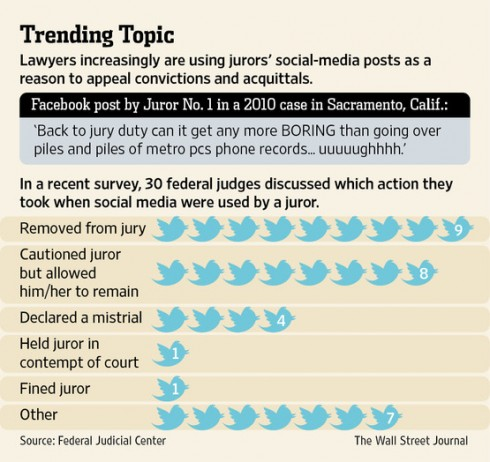 Trending Topic
Lawyers increasingly are using jurors' social-media posts as a
reason to appeal convictions and acquittals.
Facebook post by Juror No. 1 in a 2010 case in Sacramento, Calif.:
'Back to jury duty can it get any more BORING than going over
piles and piles of metro pcs phone records... uuuuughhhh.'
In a recent survey, 30 federal judges discussed which action they
took when social media were used by a juror.
Removed from jury 9
Cautioned juror
but allowed
him/her to remain 8
Declared a mistrial 4
Held juror in
contempt of court 1
Fined juror 1
Other 7
Source: Federal Judicial Center The Wall Street Journal